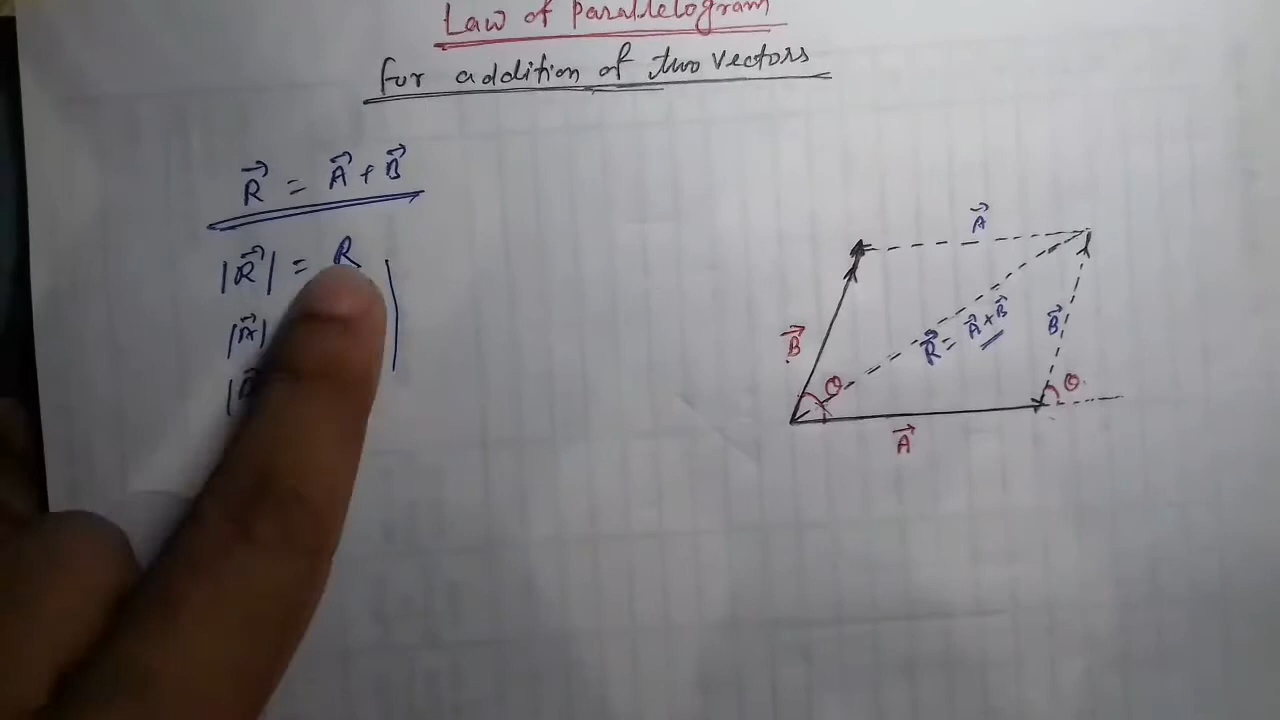 Law of Parallelogram
for addition of two vectors
R⃗ = A⃗ + B⃗
|R⃗| = R
|A⃗|
A⃗
B⃗
R⃗ = A⃗ + B⃗
B⃗
θ
θ
A⃗